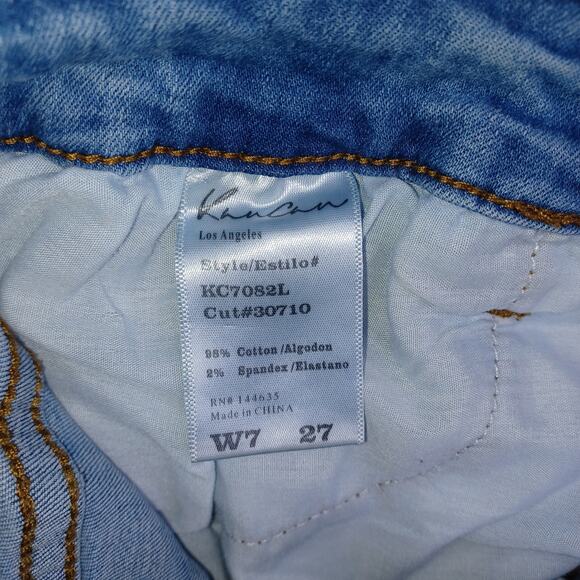 Kancan
Los Angeles
Style/Estilo#
KC7082L
Cut#30710
98% Cotton/Algodon
2% Spandex/Elastano
RN# 144635
Made in CHINA
W7 27